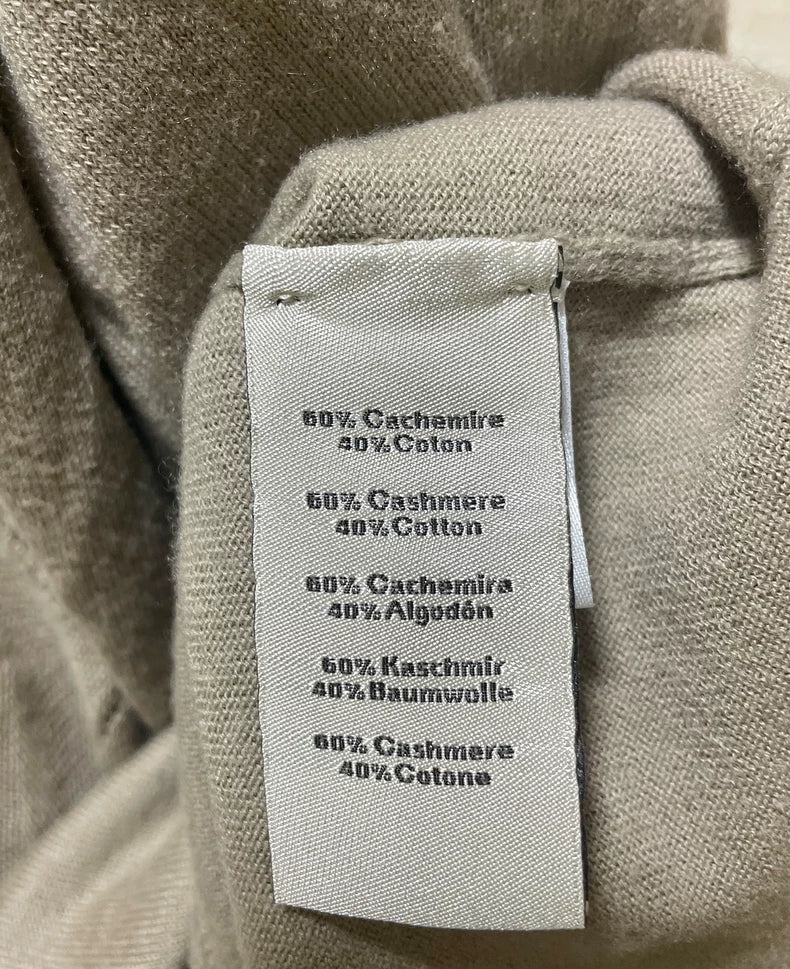 60% Cachemire
40% Coton
60% Cashmere
40% Cotton
60% Cachemira
40% Algodón
60% Kaschmir
40% Baumwolle
60% Cashmere
40% Cotone